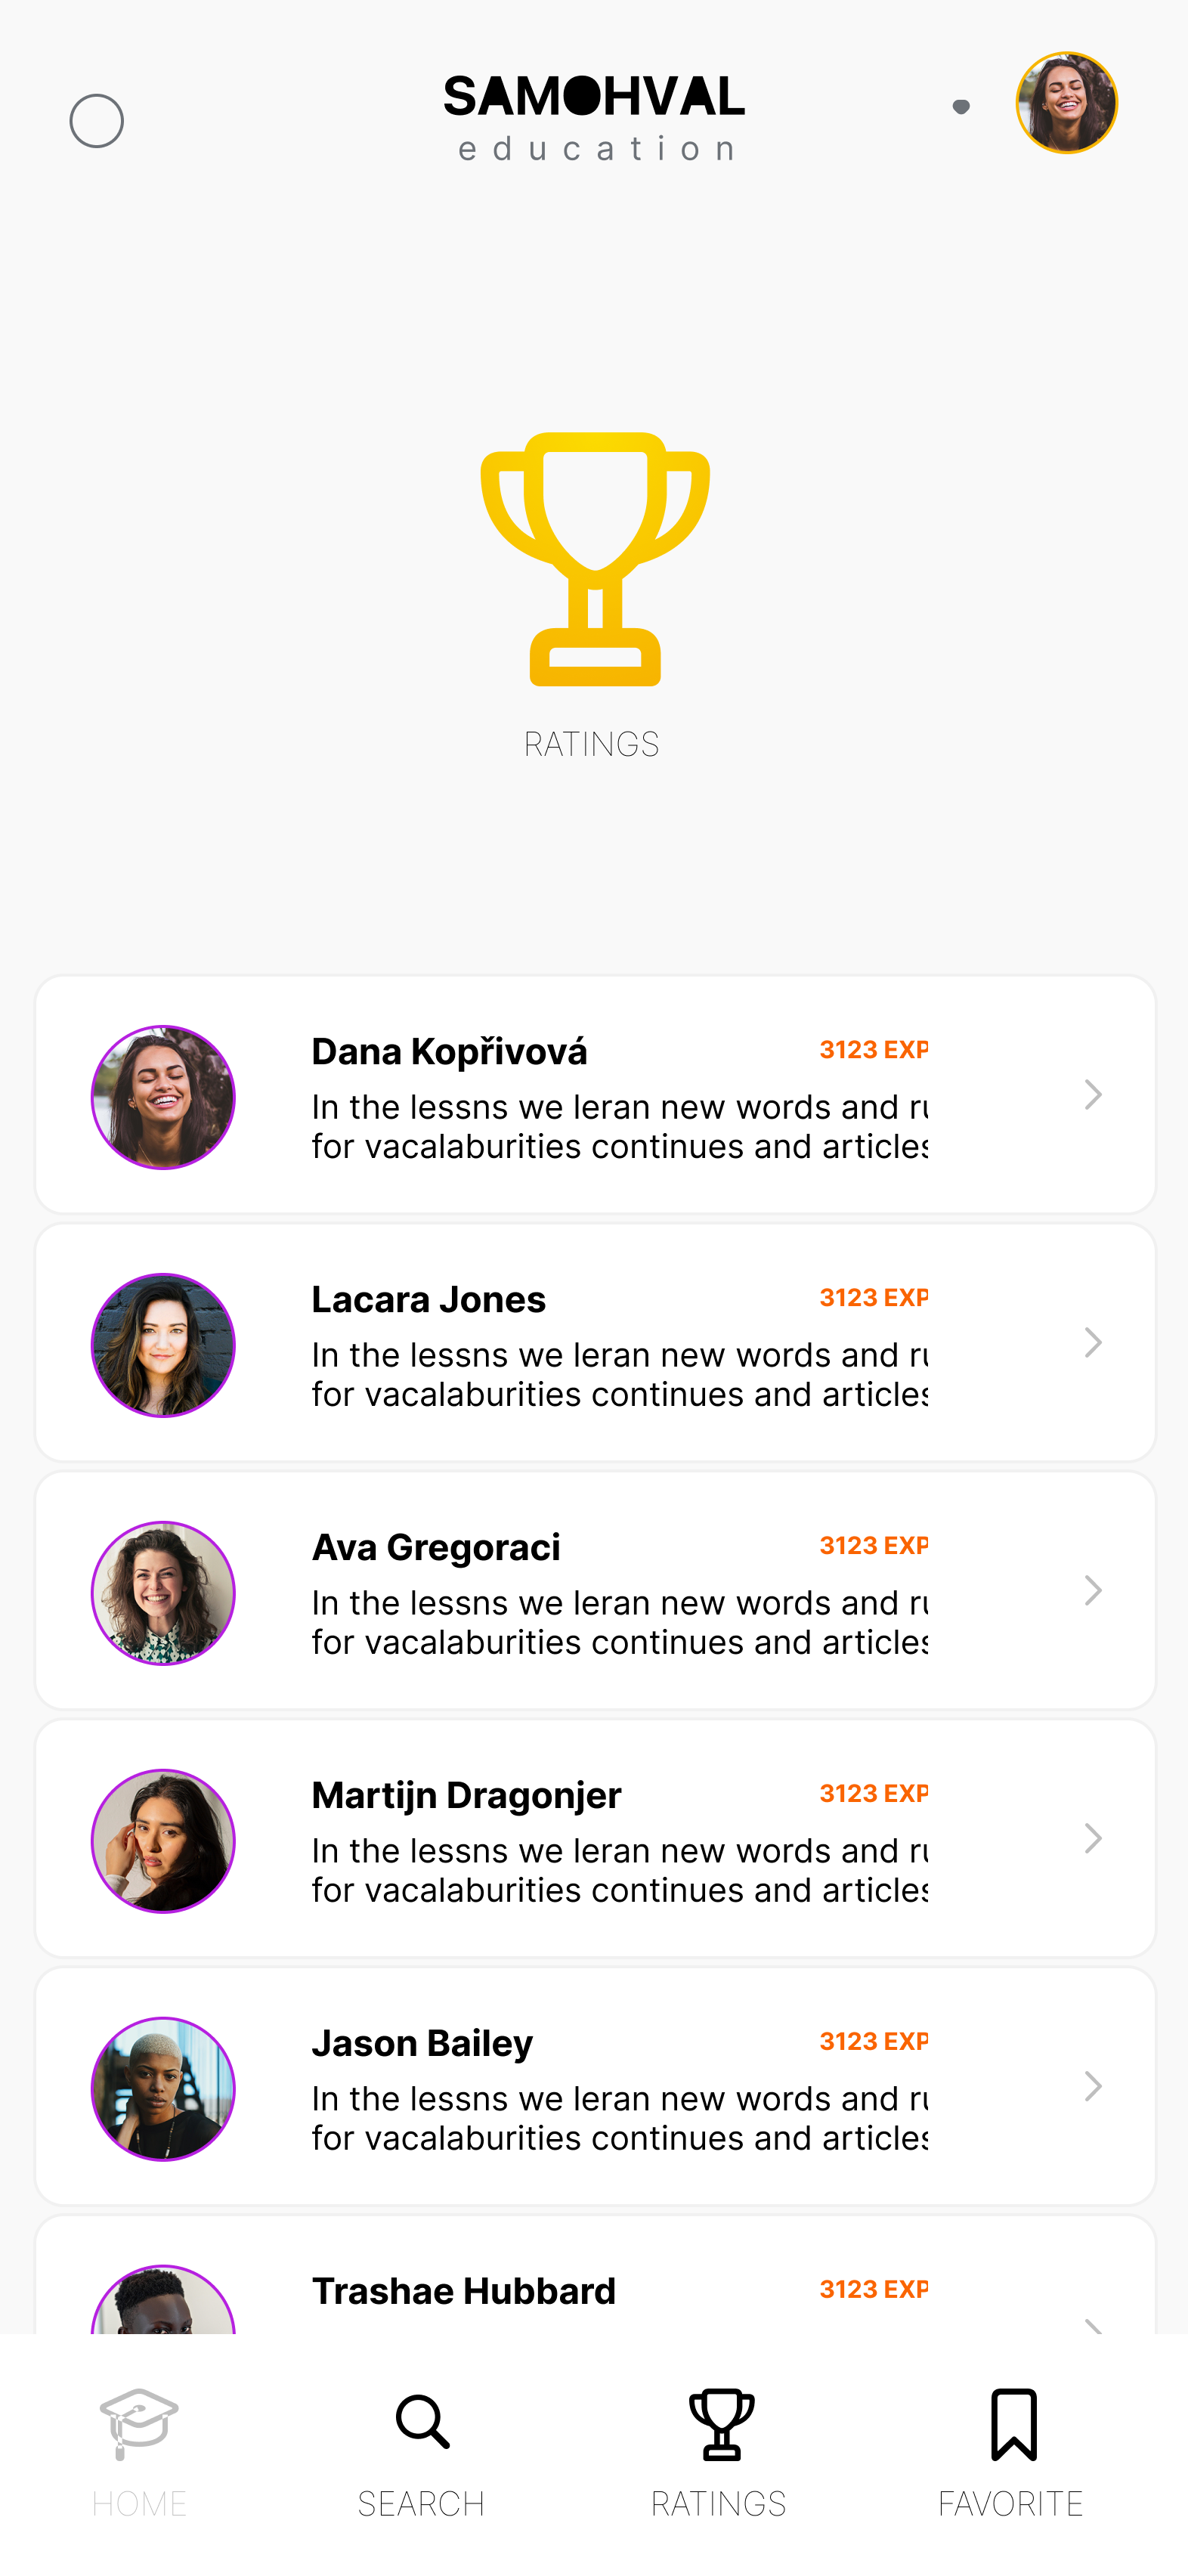 SAMOHVAL
education
RATINGS
Dana Kopřivová
3123 EXP
In the lessns we leran new words and ru
for vacalaburities continues and articles
Lacara Jones
3123 EXP
In the lessns we leran new words and ru
for vacalaburities continues and articles
Ava Gregoraci
3123 EXP
In the lessns we leran new words and ru
for vacalaburities continues and articles
Martijn Dragonjer
3123 EXP
In the lessns we leran new words and ru
for vacalaburities continues and articles
Jason Bailey
3123 EXP
In the lessns we leran new words and ru
for vacalaburities continues and articles
Trashae Hubbard
3123 EXP
HOME
SEARCH
RATINGS
FAVORITE